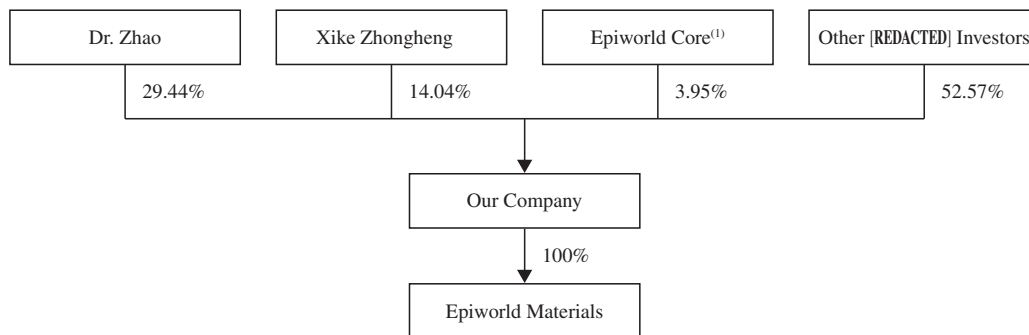 Dr. Zhao
Xike Zhongheng
Epiworld Core(1)
Other [REDACTED] Investors
29.44%
14.04%
3.95%
52.57%
Our Company
100%
Epiworld Materials